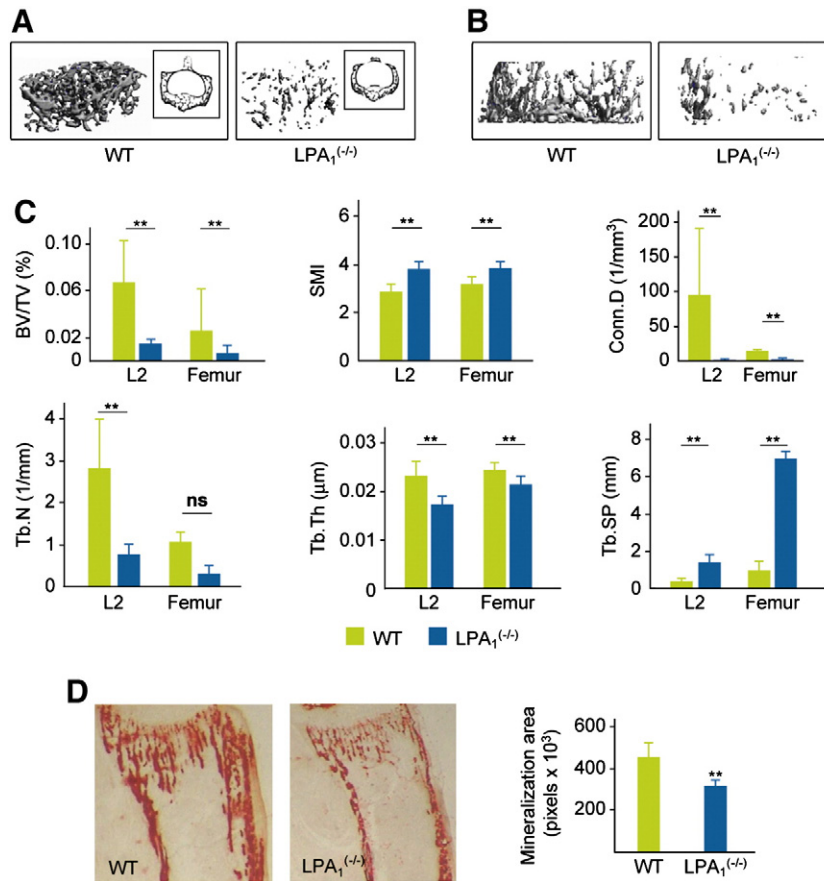 A
WT
LPA₁⁽⁻/⁻⁾
B
WT
LPA₁⁽⁻/⁻⁾
C
BV/TV (%)
0.10
0.06
0.02
0
**
**
L2 Femur
SMI
6
4
2
0
**
**
L2 Femur
Conn.D (1/mm³)
200
150
100
50
0
**
**
L2 Femur
Tb.N (1/mm)
4
3
2
1
0
**
ns
L2 Femur
Tb.Th (μm)
0.03
0.02
0.01
0
**
**
L2 Femur
Tb.SP (mm)
8
6
4
2
0
**
**
L2 Femur
WT LPA₁⁽⁻/⁻⁾
D
WT
LPA₁⁽⁻/⁻⁾
Mineralization area
(pixels x 10³)
600
400
200
**
WT LPA₁⁽⁻/⁻⁾